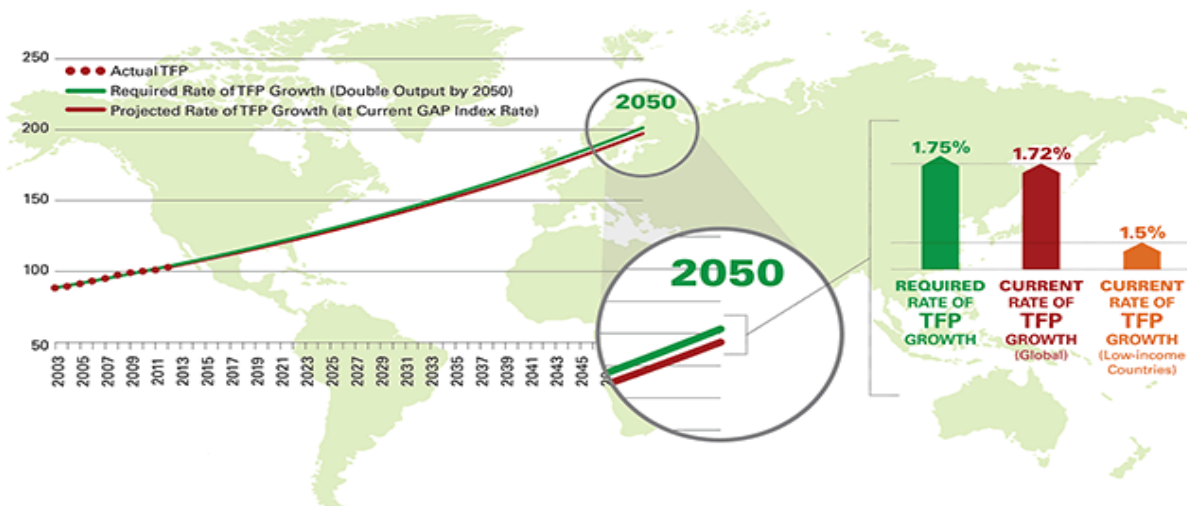 250
Actual TFP
Required Rate of TFP Growth (Double Output by 2050)
Projected Rate of TFP Growth (at Current GAP Index Rate)
2050
200
150
100
50
2003
2005
2006
2007
2009
2011
2013
2015
2017
2019
2021
2022
2023
2025
2027
2029
2031
2033
2035
2037
2039
2041
2043
2045
2050
1.75%
1.72%
1.5%
REQUIRED
RATE OF
TFP
GROWTH
CURRENT
RATE OF
TFP
GROWTH
(Global)
CURRENT
RATE OF
TFP
GROWTH
(Low-income
Countries)